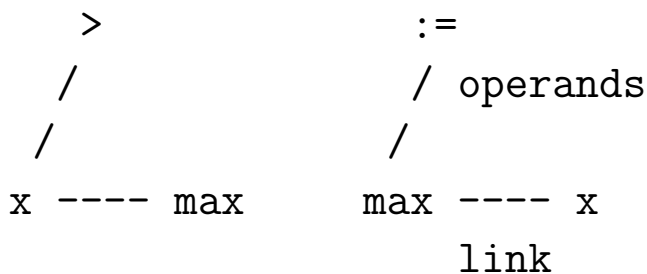 > :=
/ / operands
/ /
x ---- max max ---- x
link